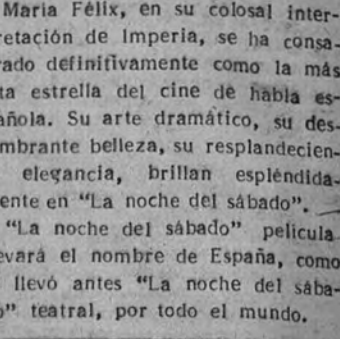 Maria Félix, en su colosal inter-
retación de Imperia, se ha consa-
rado definitivamente como la más
ta estrella del cine de habla es-
añola. Su arte dramático, su des-
umbrante belleza, su resplandecien-
elegancia, brillan espléndida-
ente en "La noche del sábado".
"La noche del sábado" película
evará el nombre de España, como
llevó antes "La noche del sába-
o" teatral, por todo el mundo.